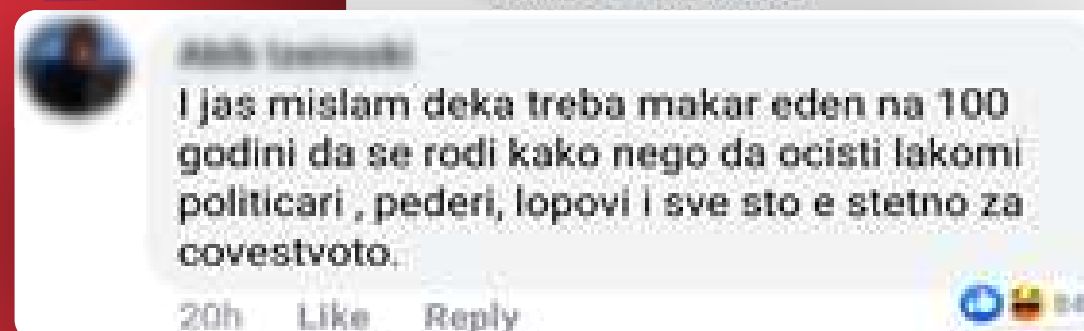 I jas mislam deka treba makar eden na 100
godini da se rodi kako nego da ocisti lakomi
politicari , pederi, lopovi i sve sto e stetno za
covestvoto.
20h Like Reply